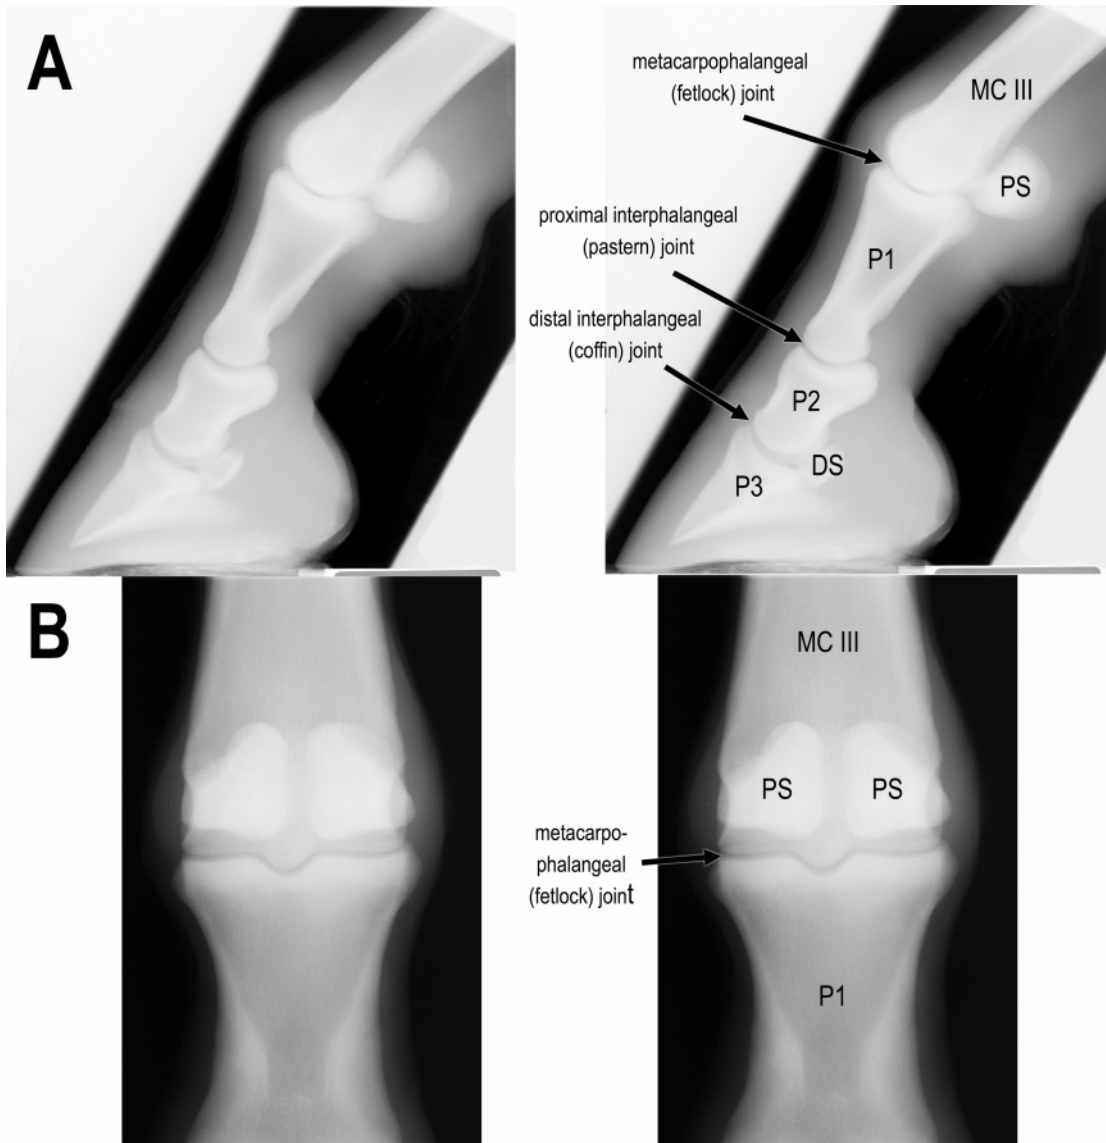 A
metacarpophalangeal
(fetlock) joint
MC III
PS
proximal interphalangeal
(pastern) joint
P1
distal interphalangeal
(coffin) joint
P2
DS
P3
B
MC III
PS PS
metacarpo-
phalangeal
(fetlock) joint
P1